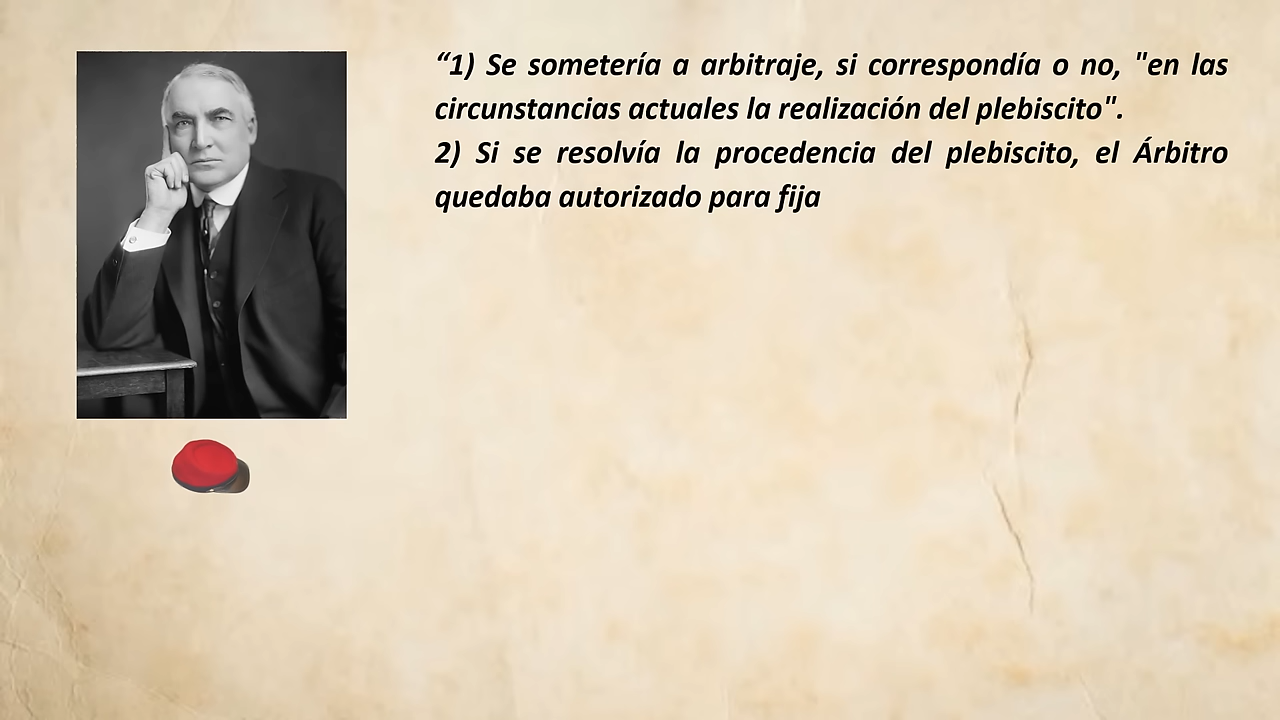 “1) Se sometería a arbitraje, si correspondía o no, "en las
circunstancias actuales la realización del plebiscito".
2) Si se resolvía la procedencia del plebiscito, el Árbitro
quedaba autorizado para fija